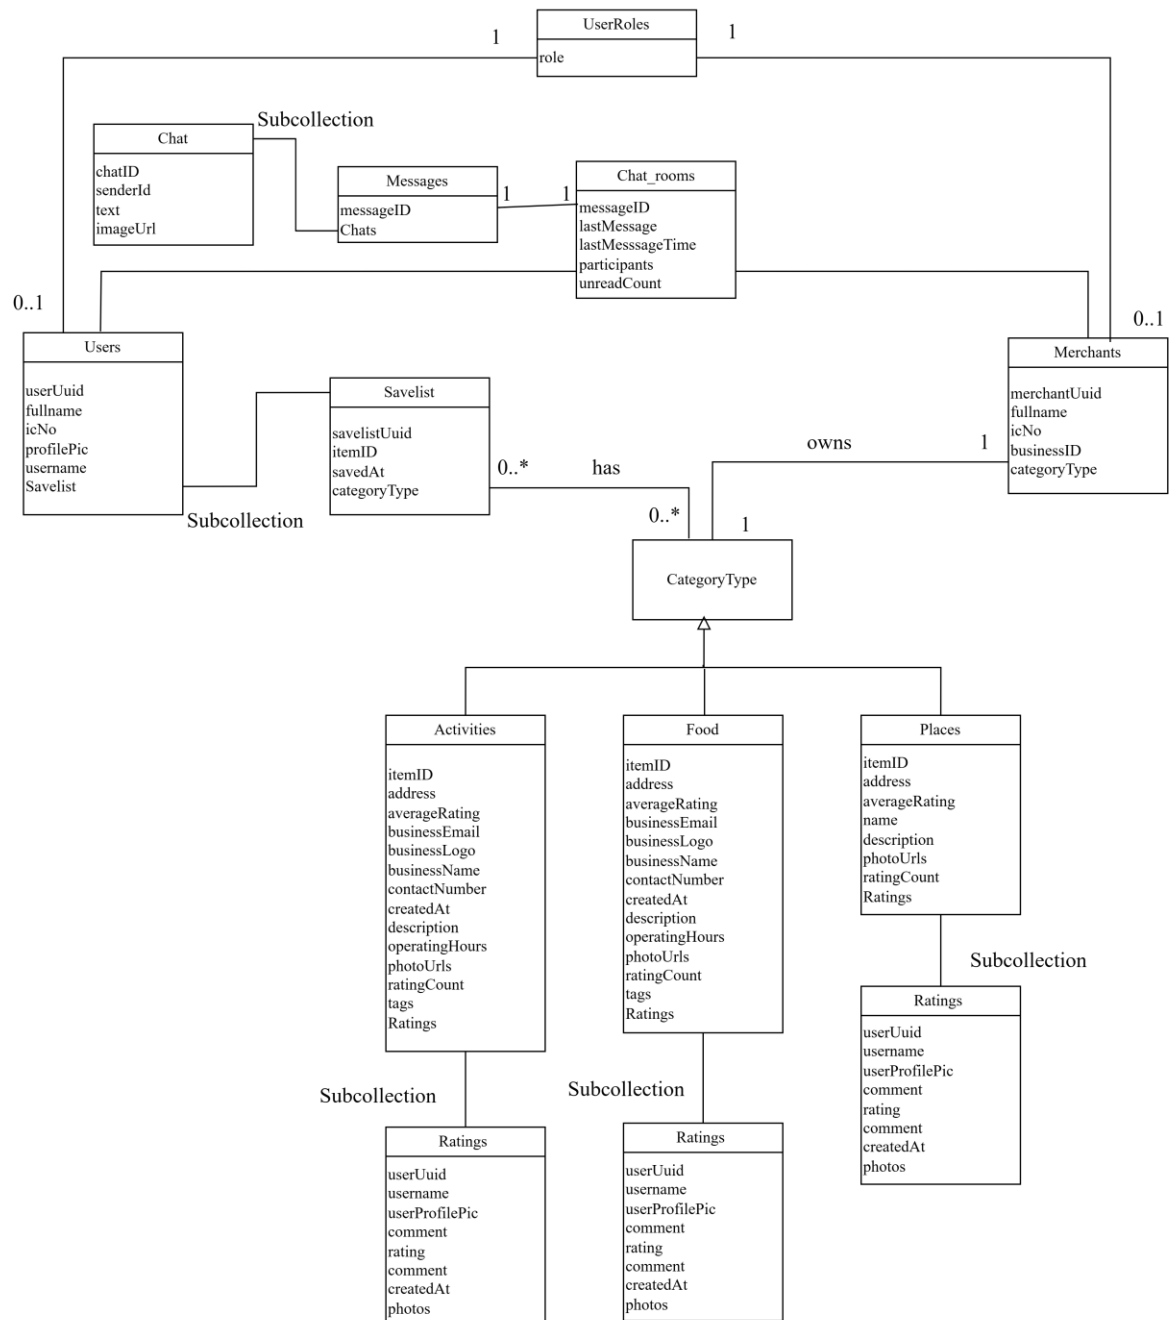 UserRoles
role
1
1
Subcollection
Chat
chatID
senderId
text
imageUrl
Messages
messageID
Chats
1
1
Chat_rooms
messageID
lastMessage
lastMesssageTime
participants
unreadCount
0..1
0..1
Users
userUuid
fullname
icNo
profilePic
username
Savelist
Subcollection
Savelist
savelistUuid
itemID
savedAt
categoryType
0..*
has
0..*
owns
1
1
Merchants
merchantUuid
fullname
icNo
businessID
categoryType
CategoryType
Activities
itemID
address
averageRating
businessEmail
businessLogo
businessName
contactNumber
createdAt
description
operatingHours
photoUrls
ratingCount
tags
Ratings
Food
itemID
address
averageRating
businessEmail
businessLogo
businessName
contactNumber
createdAt
description
operatingHours
photoUrls
ratingCount
tags
Ratings
Places
itemID
address
averageRating
name
description
photoUrls
ratingCount
Ratings
Subcollection
Ratings
userUuid
username
userProfilePic
comment
rating
comment
createdAt
photos
Subcollection
Ratings
userUuid
username
userProfilePic
comment
rating
comment
createdAt
photos
Subcollection
Ratings
userUuid
username
userProfilePic
comment
rating
comment
createdAt
photos